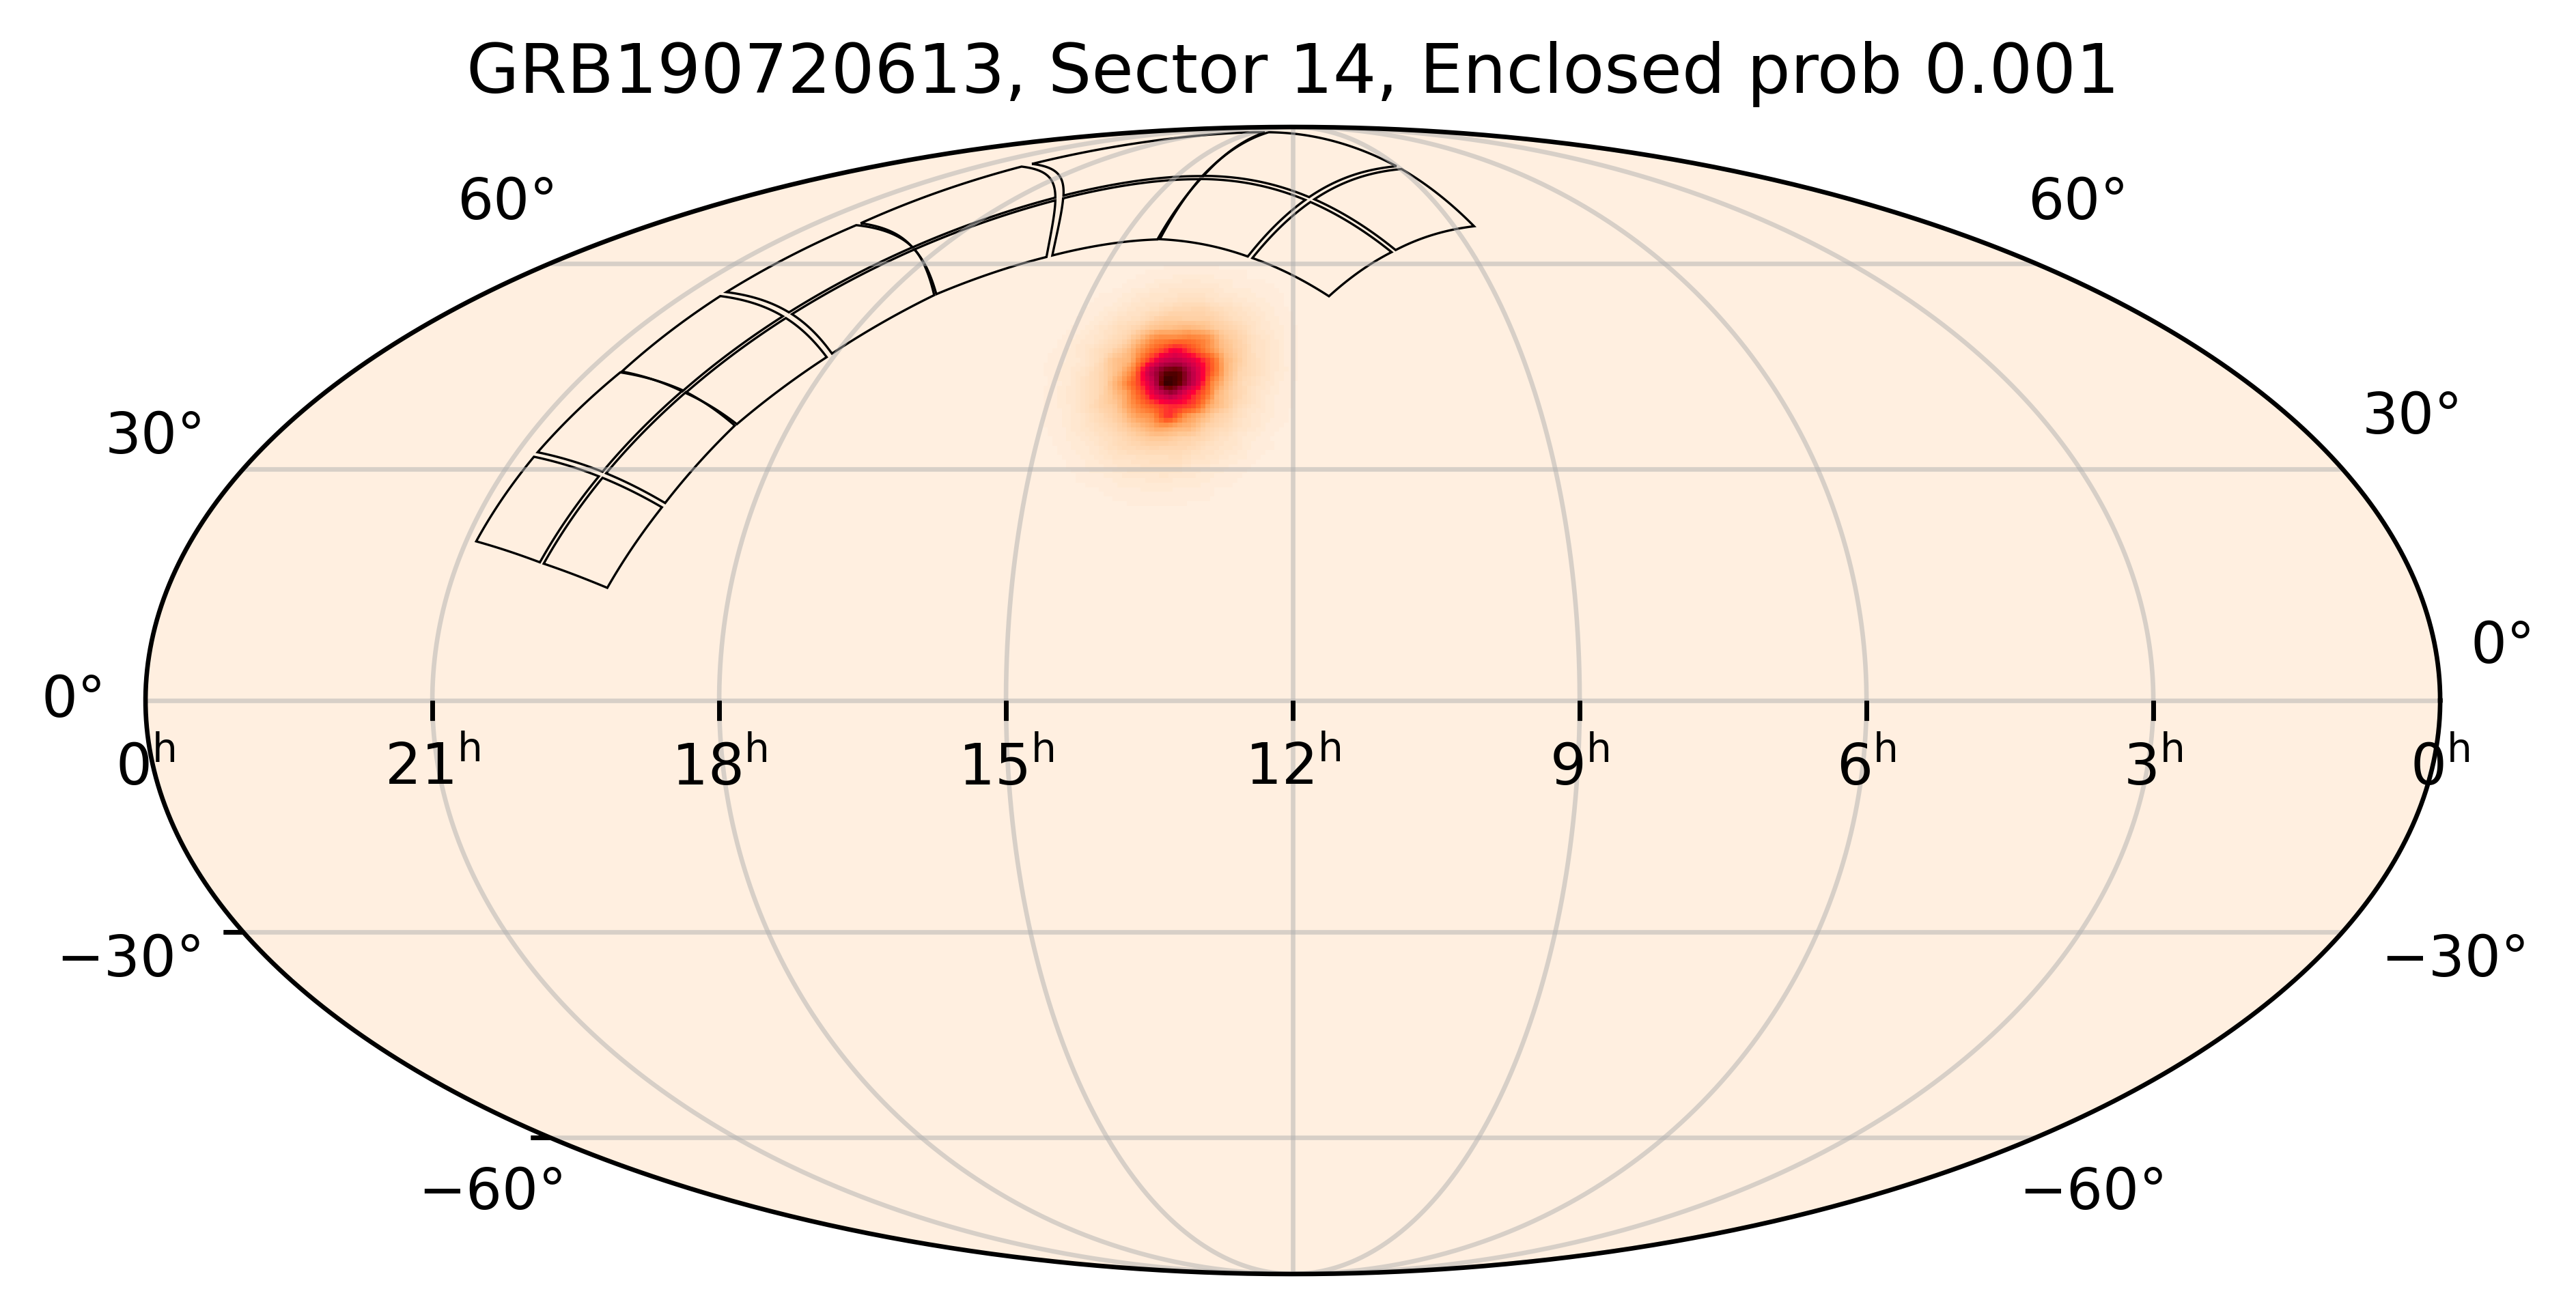 GRB190720613, Sector 14, Enclosed prob 0.001
60° 60°
30° 30°
0° 0°
0ʰ 21ʰ 18ʰ 15ʰ 12ʰ 9ʰ 6ʰ 3ʰ 0ʰ
−30° −30°
−60° −60°